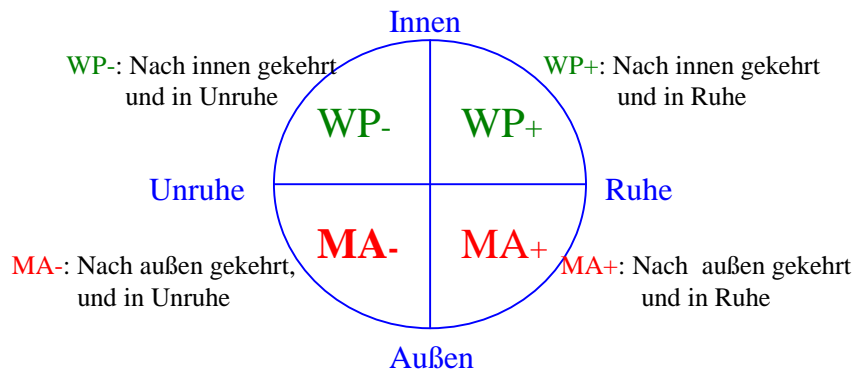 Innen
WP-: Nach innen gekehrt
und in Unruhe
WP+: Nach innen gekehrt
und in Ruhe
WP-
WP+
Unruhe
Ruhe
MA-
MA+
MA-: Nach außen gekehrt,
und in Unruhe
MA+: Nach außen gekehrt
und in Ruhe
Außen